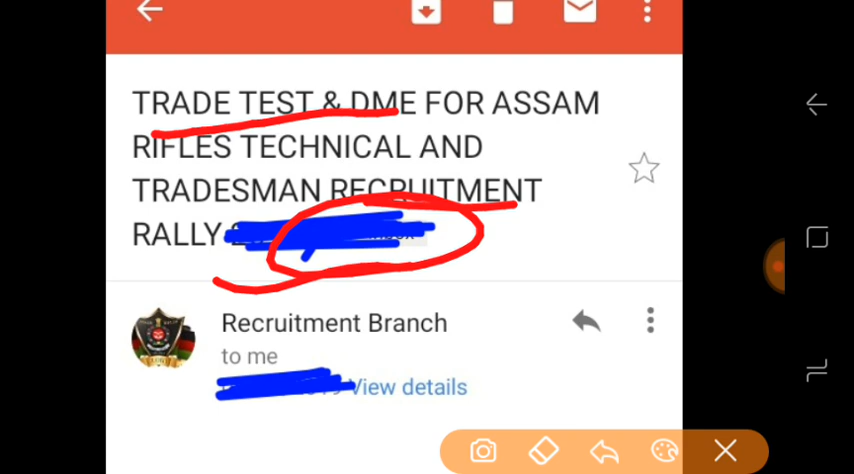 TRADE TEST & DME FOR ASSAM
RIFLES TECHNICAL AND
TRADESMAN RECRUITMENT
RALLY
Recruitment Branch
to me
View details